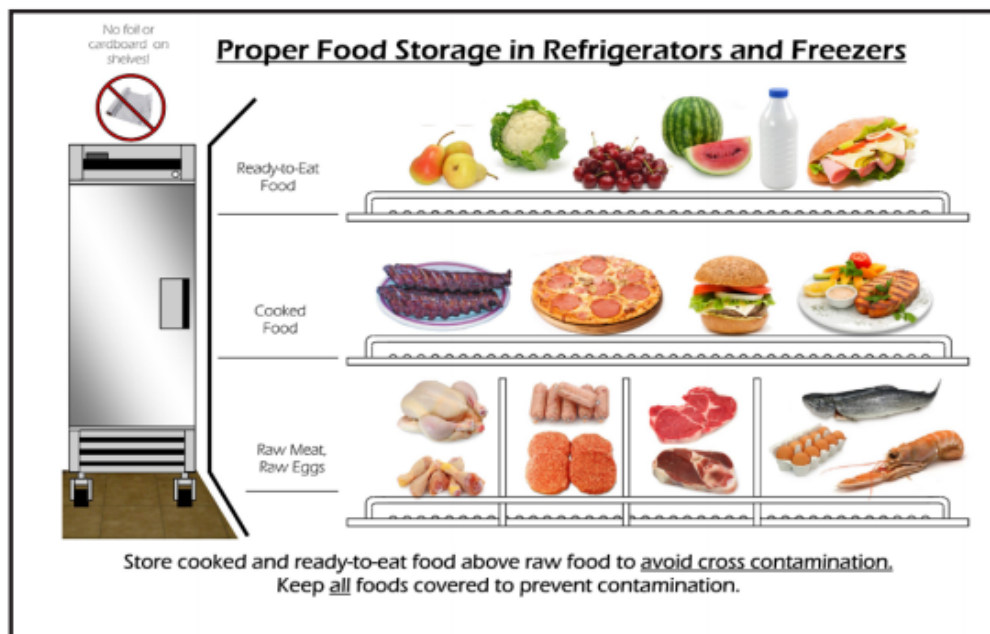 No foil or
cardboard on
shelves!
Proper Food Storage in Refrigerators and Freezers
Ready-to-Eat
Food
Cooked
Food
Raw Meat,
Raw Eggs
Store cooked and ready-to-eat food above raw food to avoid cross contamination.
Keep all foods covered to prevent contamination.